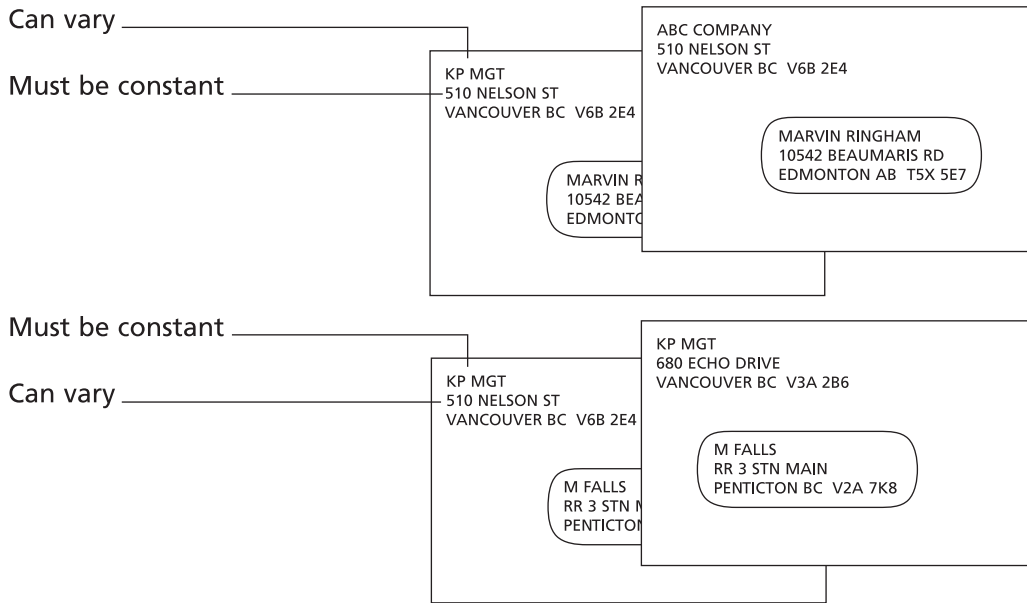 Can vary
Must be constant
KP MGT
510 NELSON ST
VANCOUVER BC V6B 2E4
MARVIN R
10542 BEA
EDMONTO
ABC COMPANY
510 NELSON ST
VANCOUVER BC V6B 2E4
MARVIN RINGHAM
10542 BEAUMARIS RD
EDMONTON AB T5X 5E7
Must be constant
Can vary
KP MGT
510 NELSON ST
VANCOUVER BC V6B 2E4
M FALLS
RR 3 STN M
PENTICTON
KP MGT
680 ECHO DRIVE
VANCOUVER BC V3A 2B6
M FALLS
RR 3 STN MAIN
PENTICTON BC V2A 7K8